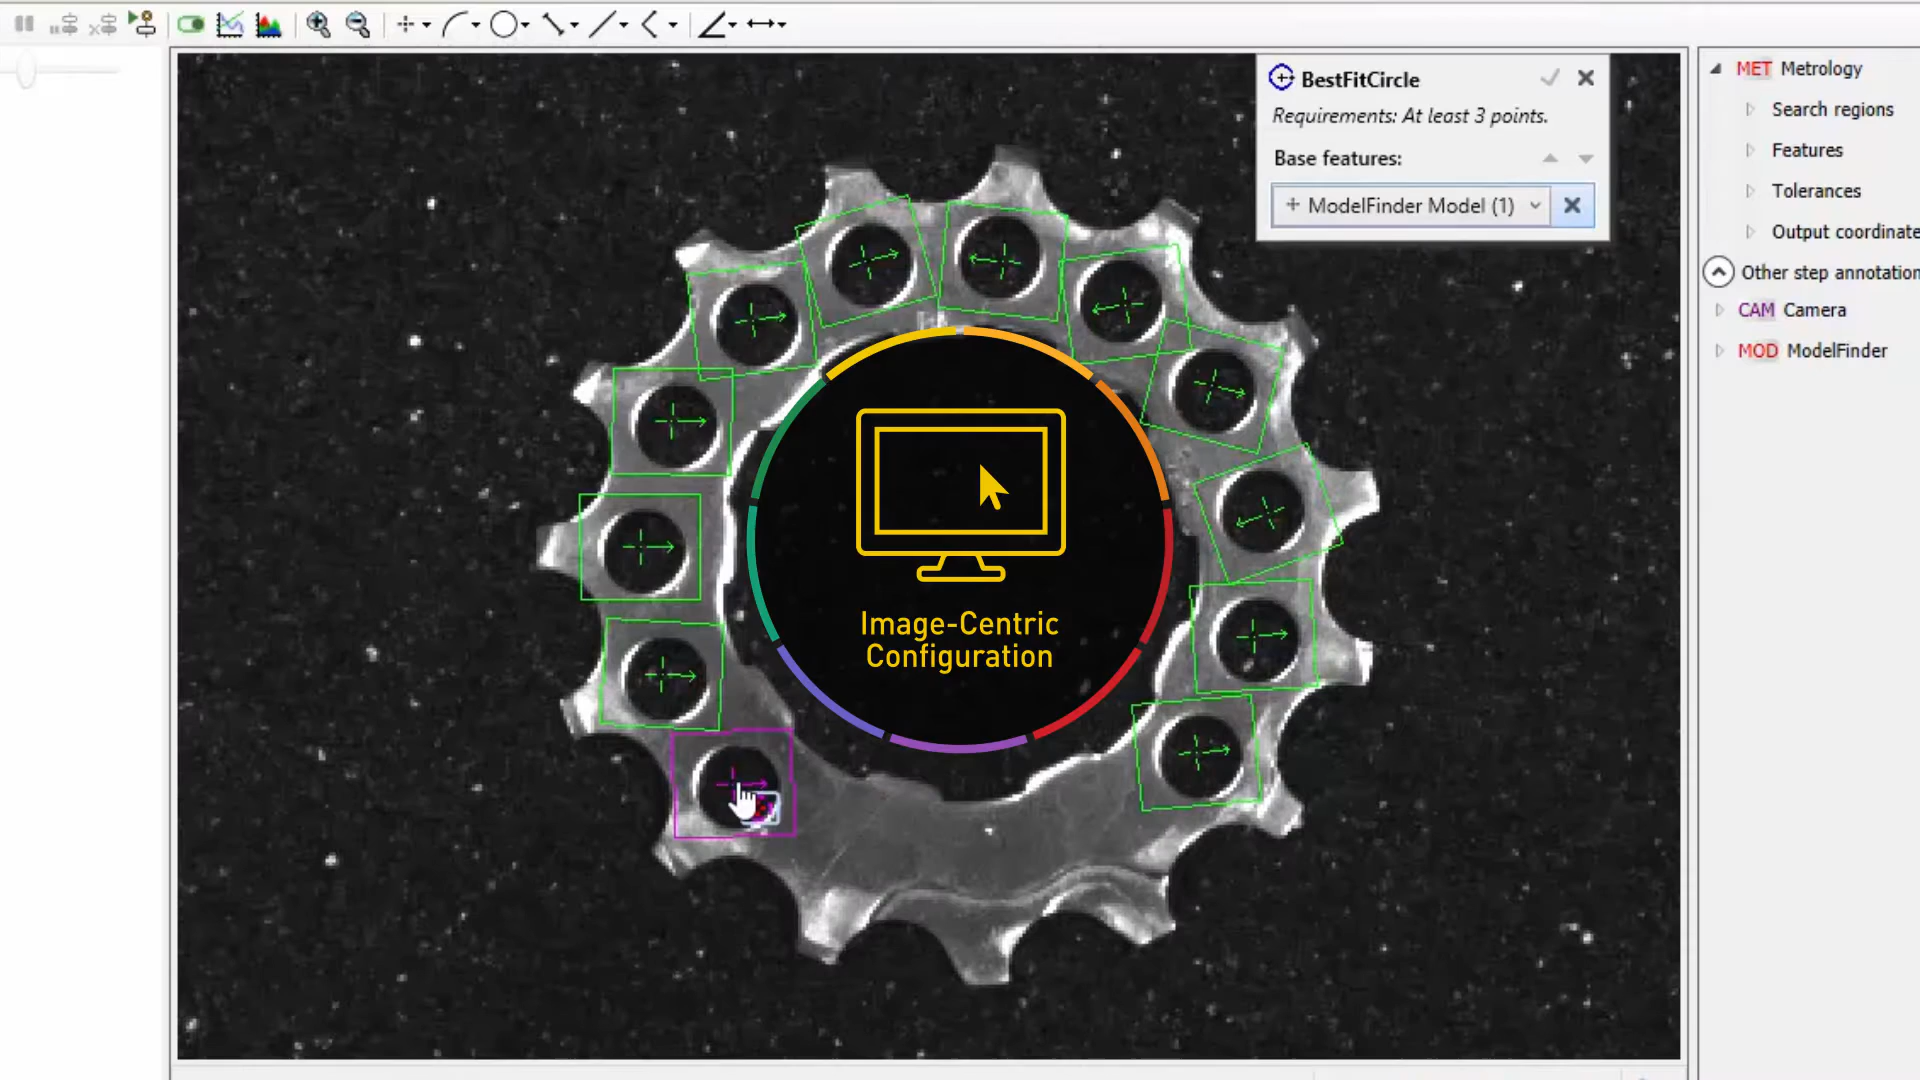 BestFitCircle
Requirements: At least 3 points.
Base features:
ModelFinder Model (1)
MET Metrology
Search regions
Features
Tolerances
Output coordinate
Other step annotation
CAM Camera
MOD ModelFinder
Image-Centric
Configuration